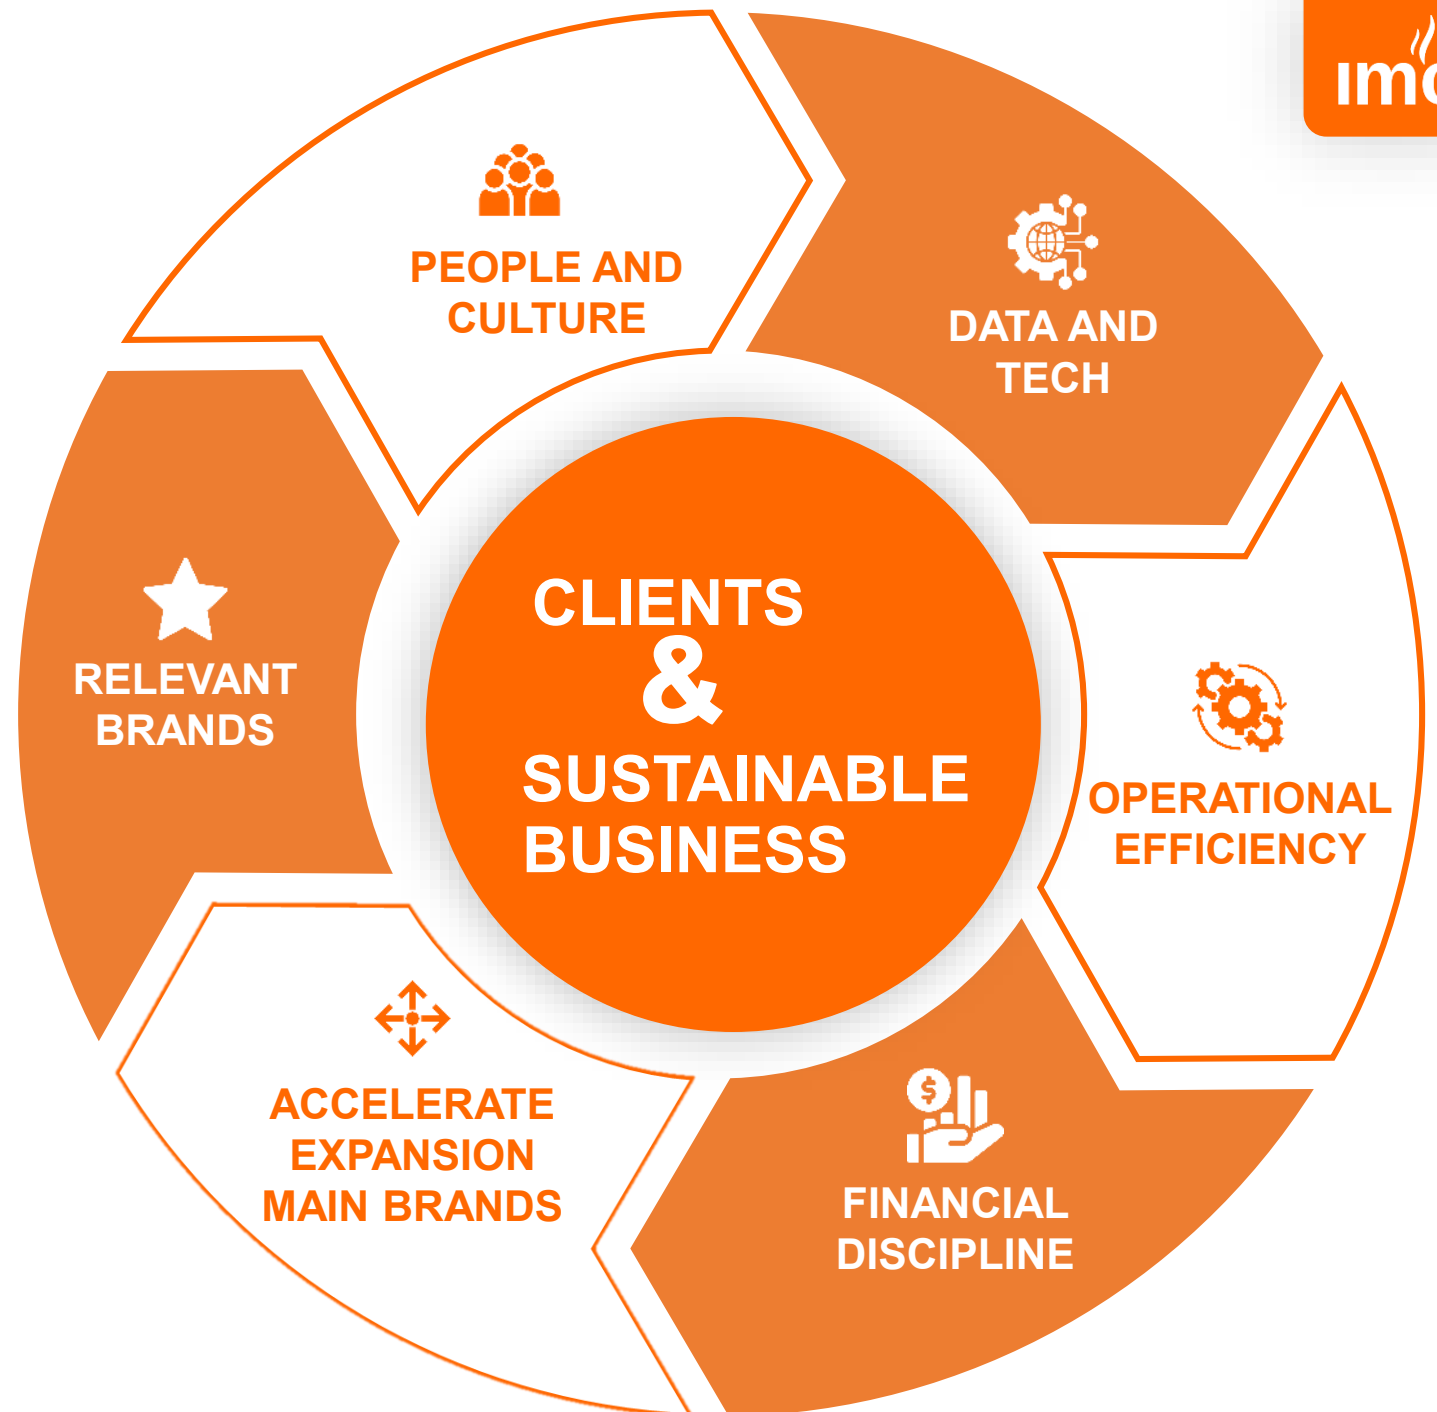 PEOPLE AND
CULTURE
DATA AND
TECH
RELEVANT
BRANDS
CLIENTS
&
SUSTAINABLE
BUSINESS
OPERATIONAL
EFFICIENCY
ACCELERATE
EXPANSION
MAIN BRANDS
$
FINANCIAL
DISCIPLINE